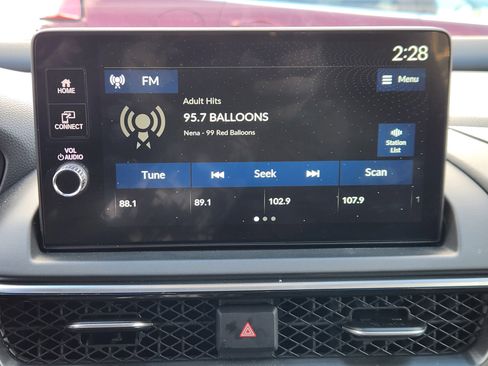 2:28
HOME
FM
Menu
Adult Hits
95.7 BALLOONS
Nena - 99 Red Balloons
CONNECT
Station
List
VOL
AUDIO
Tune
Seek
Scan
88.1
89.1
102.9
107.9
1